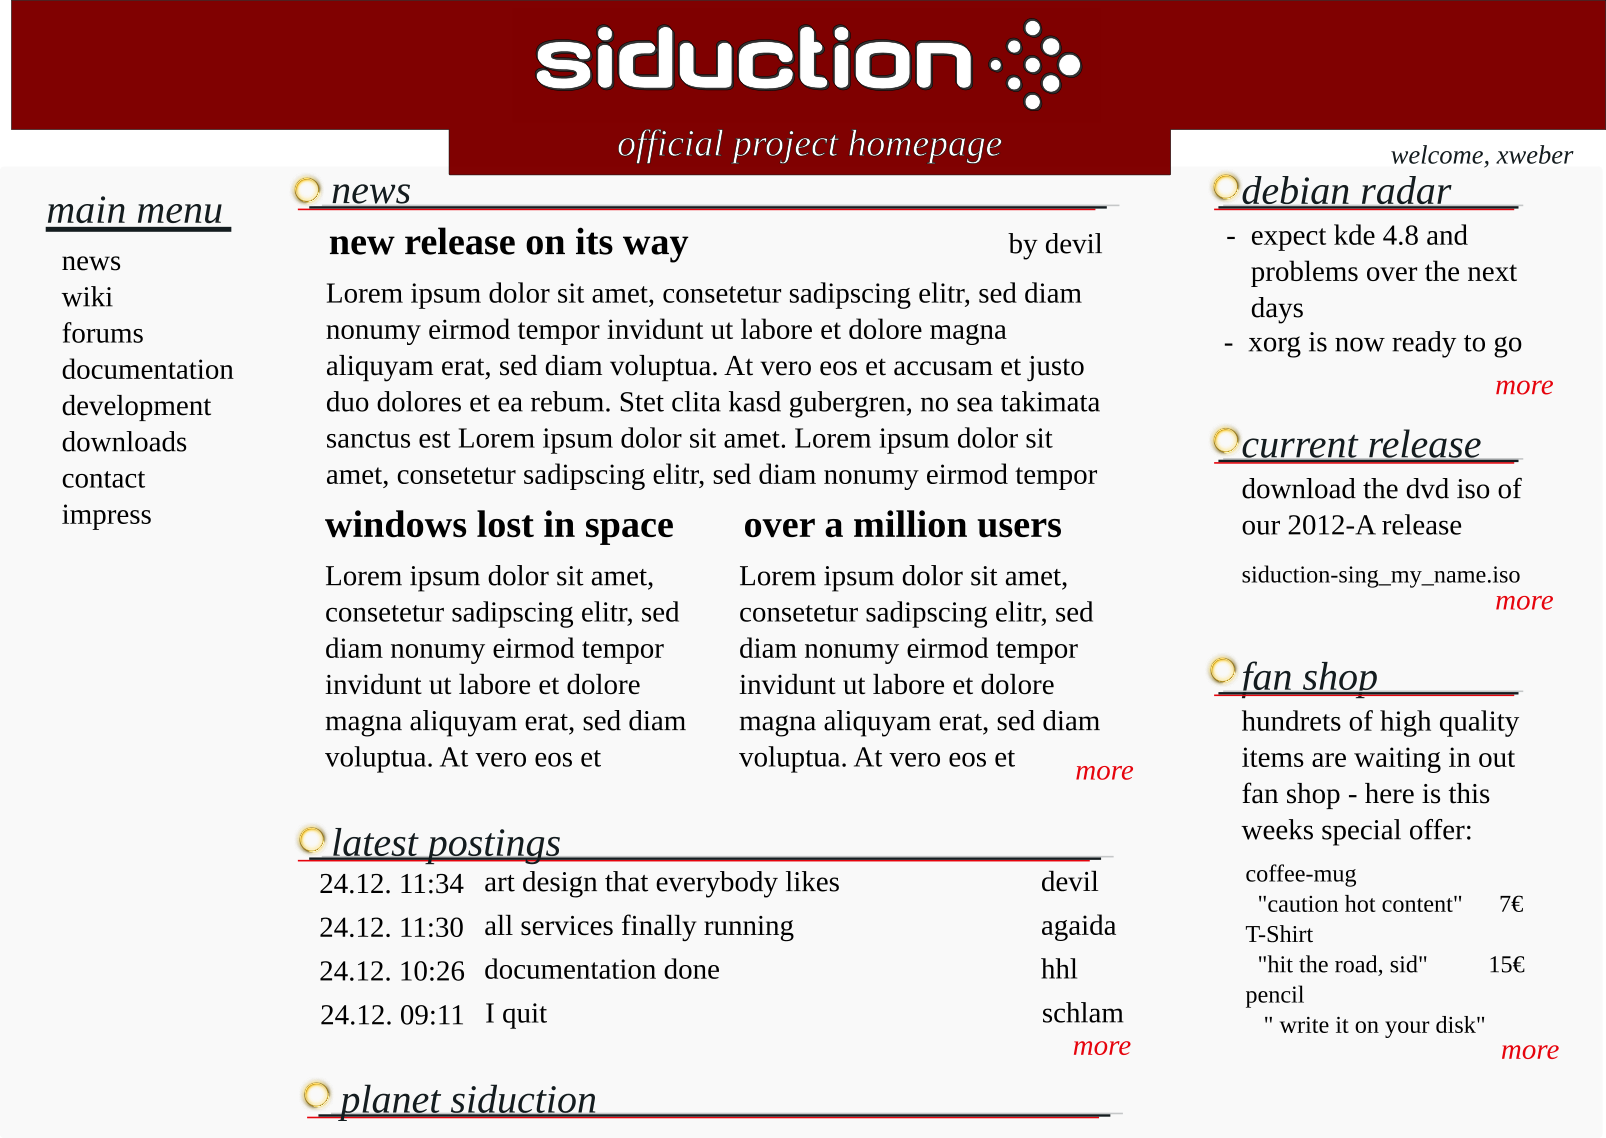 siduction
official project homepage
welcome, xweber
main menu
news
wiki
forums
documentation
development
downloads
contact
impress
news
new release on its way by devil
Lorem ipsum dolor sit amet, consetetur sadipscing elitr, sed diam
nonumy eirmod tempor invidunt ut labore et dolore magna
aliquyam erat, sed diam voluptua. At vero eos et accusam et justo
duo dolores et ea rebum. Stet clita kasd gubergren, no sea takimata
sanctus est Lorem ipsum dolor sit amet. Lorem ipsum dolor sit
amet, consetetur sadipscing elitr, sed diam nonumy eirmod tempor
windows lost in space
Lorem ipsum dolor sit amet,
consetetur sadipscing elitr, sed
diam nonumy eirmod tempor
invidunt ut labore et dolore
magna aliquyam erat, sed diam
voluptua. At vero eos et
over a million users
Lorem ipsum dolor sit amet,
consetetur sadipscing elitr, sed
diam nonumy eirmod tempor
invidunt ut labore et dolore
magna aliquyam erat, sed diam
voluptua. At vero eos et
more
latest postings
24.12. 11:34 art design that everybody likes devil
24.12. 11:30 all services finally running agaida
24.12. 10:26 documentation done hhl
24.12. 09:11 I quit schlam
more
planet siduction
debian radar
- expect kde 4.8 and
problems over the next
days
- xorg is now ready to go
more
current release
download the dvd iso of
our 2012-A release
siduction-sing_my_name.iso
more
fan shop
hundrets of high quality
items are waiting in out
fan shop - here is this
weeks special offer:
coffee-mug
"caution hot content" 7€
T-Shirt
"hit the road, sid" 15€
pencil
" write it on your disk"
more